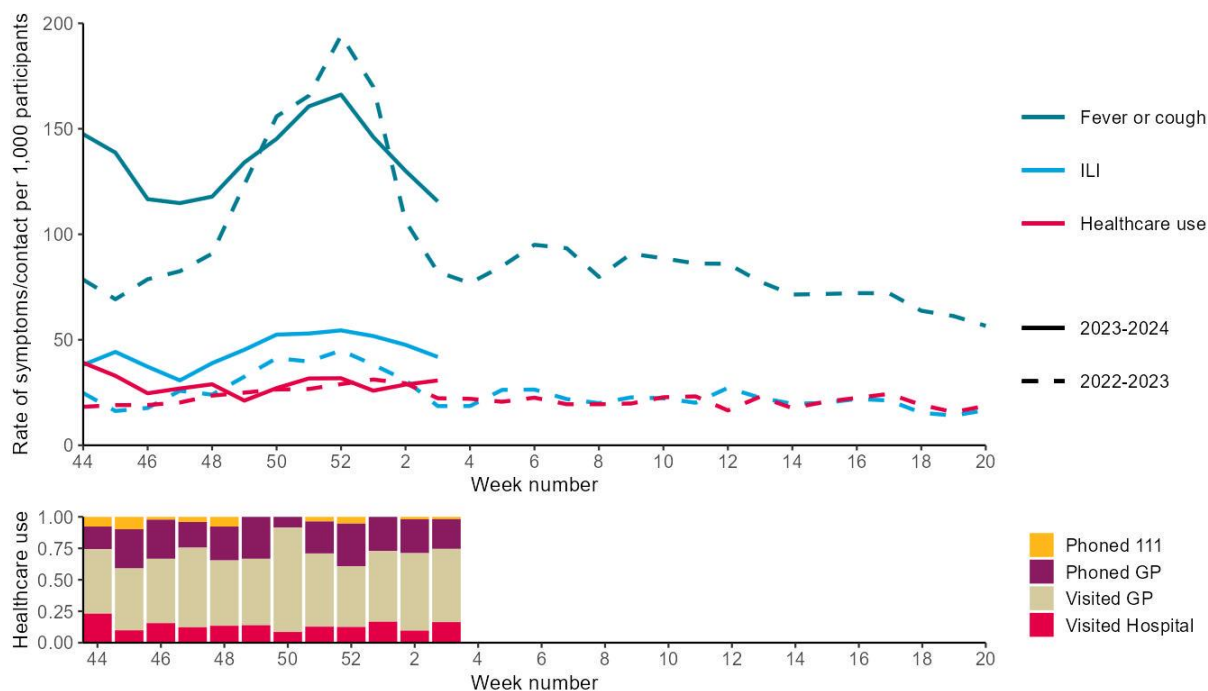 Rate of symptoms/contact per 1,000 participants
200
150
100
50
0
44 46 48 50 52 2 4 6 8 10 12 14 16 18 20
Week number
Fever or cough
ILI
Healthcare use
2023-2024
2022-2023
Healthcare use
1.00
0.75
0.50
0.25
0.00
44 46 48 50 52 2 4 6 8 10 12 14 16 18 20
Week number
Phoned 111
Phoned GP
Visited GP
Visited Hospital